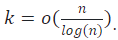 k = o(n/log(n)).